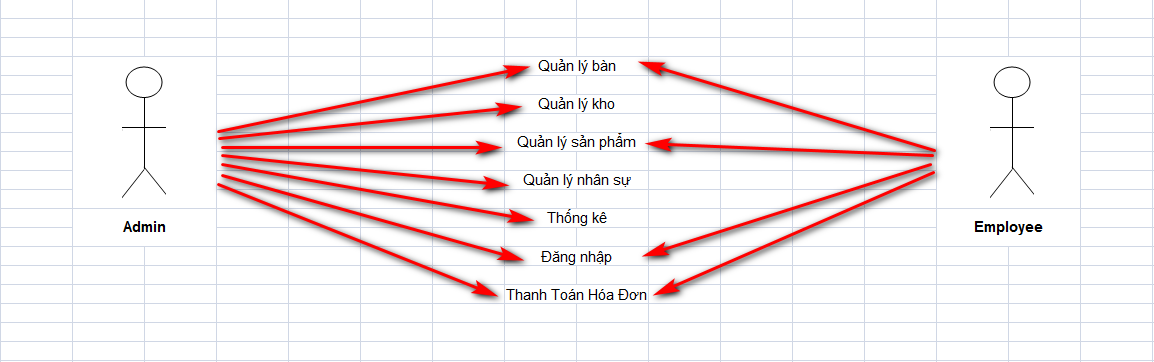 Quản lý bàn
Quản lý kho
Quản lý sản phẩm
Quản lý nhân sự
Thống kê
Đăng nhập
Thanh Toán Hóa Đơn
Admin
Employee